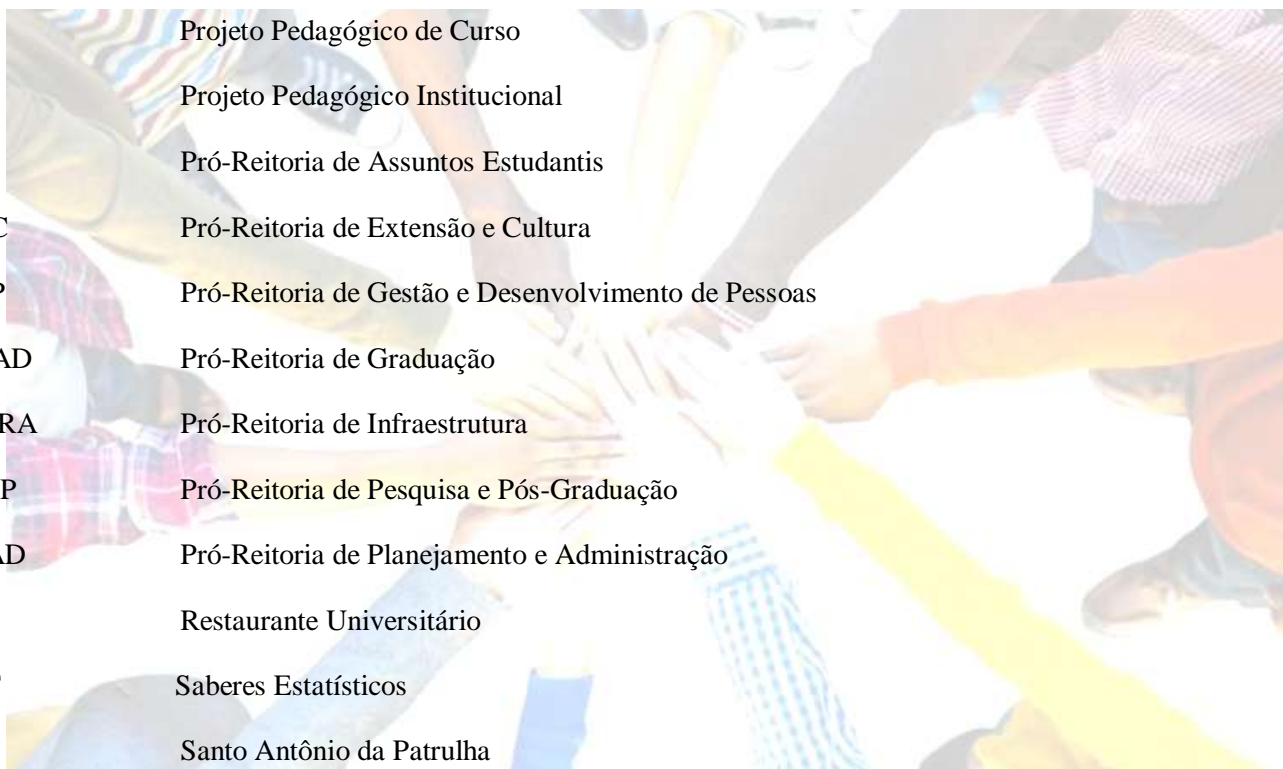 Projeto Pedagógico de Curso
Projeto Pedagógico Institucional
Pró-Reitoria de Assuntos Estudantis
C Pró-Reitoria de Extensão e Cultura
P Pró-Reitoria de Gestão e Desenvolvimento de Pessoas
AD Pró-Reitoria de Graduação
RA Pró-Reitoria de Infraestrutura
P Pró-Reitoria de Pesquisa e Pós-Graduação
AD Pró-Reitoria de Planejamento e Administração
Restaurante Universitário
Saberes Estatísticos
Santo Antônio da Patrulha